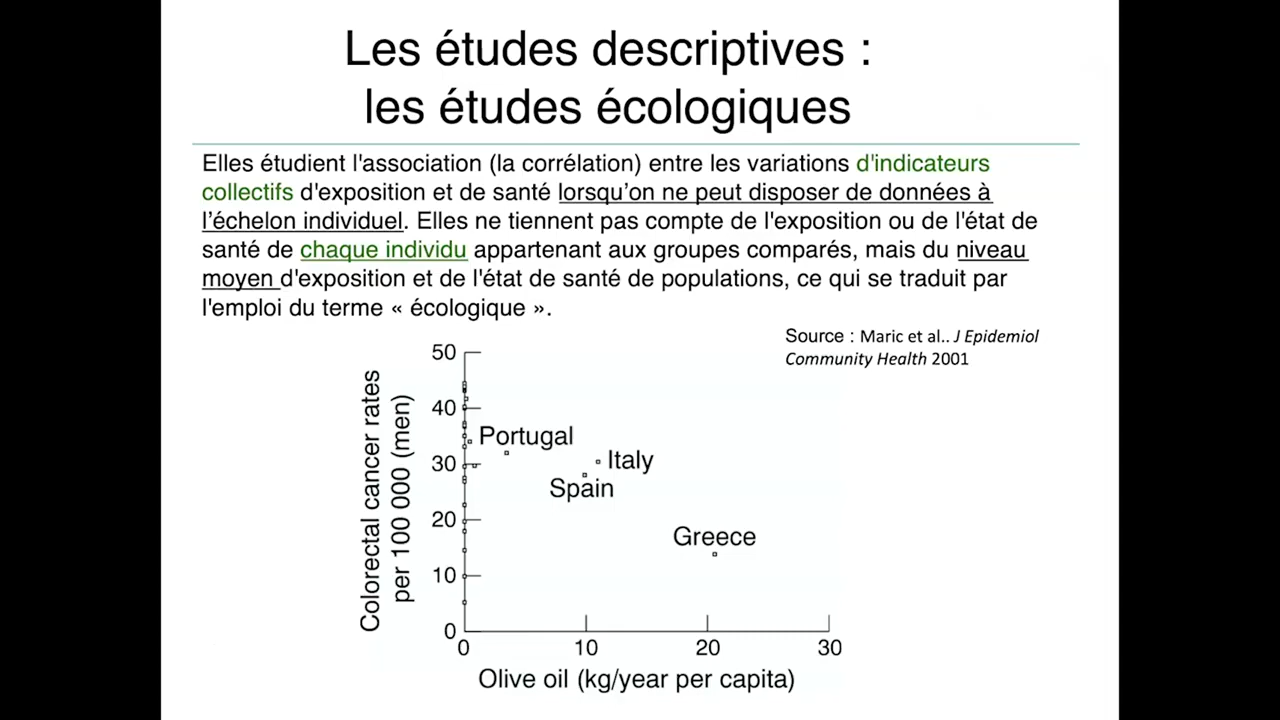 Les études descriptives :
les études écologiques
Elles étudient l'association (la corrélation) entre les variations d'indicateurs
collectifs d'exposition et de santé lorsqu'on ne peut disposer de données à
l'échelon individuel. Elles ne tiennent pas compte de l'exposition ou de l'état de
santé de chaque individu appartenant aux groupes comparés, mais du niveau
moyen d'exposition et de l'état de santé de populations, ce qui se traduit par
l'emploi du terme « écologique ».
Source : Maric et al.. J Epidemiol
Community Health 2001
Colorectal cancer rates
per 100 000 (men)
50
40
30
20
10
0
Portugal
Italy
Spain
Greece
0 10 20 30
Olive oil (kg/year per capita)